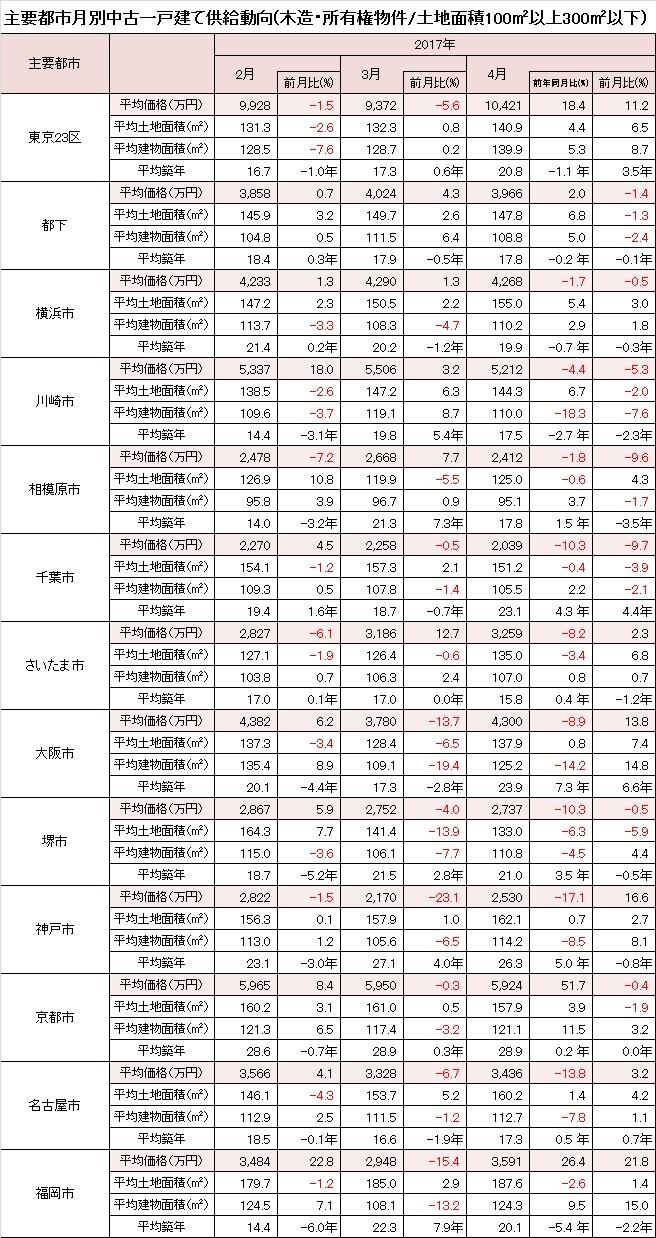 主要都市月別中古一戸建て供給動向(木造・所有権物件/土地面積100㎡以上300㎡以下)
主要都市 2017年
2月 前月比(%) 3月 前月比(%) 4月 前年同月比(%) 前月比(%)
東京23区
平均価格(万円) 9,928 -1.5 9,372 -5.6 10,421 18.4 11.2
平均土地面積(㎡) 131.3 -2.6 132.3 0.8 140.9 4.4 6.5
平均建物面積(㎡) 128.5 -7.6 128.7 0.2 139.9 5.3 8.7
平均築年 16.7 -1.0年 17.3 0.6年 20.8 -1.1 年 3.5年
都下
平均価格(万円) 3,858 0.7 4,024 4.3 3,966 2.0 -1.4
平均土地面積(㎡) 145.9 3.2 149.7 2.6 147.8 6.8 -1.3
平均建物面積(㎡) 104.8 0.5 111.5 6.4 108.8 5.0 -2.4
平均築年 18.4 0.3年 17.9 -0.5年 17.8 -0.2 年 -0.1年
横浜市
平均価格(万円) 4,233 1.3 4,290 1.3 4,268 -1.7 -0.5
平均土地面積(㎡) 147.2 2.3 150.5 2.2 155.0 5.4 3.0
平均建物面積(㎡) 113.7 -3.3 108.3 -4.7 110.2 2.9 1.8
平均築年 21.4 0.2年 20.2 -1.2年 19.9 -0.7 年 -0.3年
川崎市
平均価格(万円) 5,337 18.0 5,506 3.2 5,212 -4.4 -5.3
平均土地面積(㎡) 138.5 -2.6 147.2 6.3 144.3 6.7 -2.0
平均建物面積(㎡) 109.6 -3.7 119.1 8.7 110.0 -18.3 -7.6
平均築年 14.4 -3.1年 19.8 5.4年 17.5 -2.7 年 -2.3年
相模原市
平均価格(万円) 2,478 -7.2 2,668 7.7 2,412 -1.8 -9.6
平均土地面積(㎡) 126.9 10.8 119.9 -5.5 125.0 -0.6 4.3
平均建物面積(㎡) 95.8 3.9 96.7 0.9 95.1 3.7 -1.7
平均築年 14.0 -3.2年 21.3 7.3年 17.8 1.5 年 -3.5年
千葉市
平均価格(万円) 2,270 4.5 2,258 -0.5 2,039 -10.3 -9.7
平均土地面積(㎡) 154.1 -1.2 157.3 2.1 151.2 -0.4 -3.9
平均建物面積(㎡) 109.3 0.5 107.8 -1.4 105.5 2.2 -2.1
平均築年 19.4 1.6年 18.7 -0.7年 23.1 4.3 年 4.4年
さいたま市
平均価格(万円) 2,827 -6.1 3,186 12.7 3,259 -8.2 2.3
平均土地面積(㎡) 127.1 -1.9 126.4 -0.6 135.0 -3.4 6.8
平均建物面積(㎡) 103.8 0.7 106.3 2.4 107.0 0.8 0.7
平均築年 17.0 0.1年 17.0 0.0年 15.8 0.4 年 -1.2年
大阪市
平均価格(万円) 4,382 6.2 3,780 -13.7 4,300 -8.9 13.8
平均土地面積(㎡) 137.3 -3.4 128.4 -6.5 137.9 0.8 7.4
平均建物面積(㎡) 135.4 8.9 109.1 -19.4 125.2 -14.2 14.8
平均築年 20.1 -4.4年 17.3 -2.8年 23.9 7.3 年 6.6年
堺市
平均価格(万円) 2,867 5.9 2,752 -4.0 2,737 -10.3 -0.5
平均土地面積(㎡) 164.3 7.7 141.4 -13.9 133.0 -6.3 -5.9
平均建物面積(㎡) 115.0 -3.6 106.1 -7.7 110.8 -4.5 4.4
平均築年 18.7 -5.2年 21.5 2.8年 21.0 3.5 年 -0.5年
神戸市
平均価格(万円) 2,822 -1.5 2,170 -23.1 2,530 -17.1 16.6
平均土地面積(㎡) 156.3 0.1 157.9 1.0 162.1 0.7 2.7
平均建物面積(㎡) 113.0 1.2 105.6 -6.5 114.2 -8.5 8.1
平均築年 23.1 -3.0年 27.1 4.0年 26.3 5.0 年 -0.8年
京都市
平均価格(万円) 5,965 8.4 5,950 -0.3 5,924 51.7 -0.4
平均土地面積(㎡) 160.2 3.1 161.0 0.5 157.9 3.9 -1.9
平均建物面積(㎡) 121.3 6.5 117.4 -3.2 121.1 11.5 3.2
平均築年 28.6 -0.7年 28.9 0.3年 28.9 0.2 年 0.0年
名古屋市
平均価格(万円) 3,566 4.1 3,328 -6.7 3,436 -13.8 3.2
平均土地面積(㎡) 146.1 -4.3 153.7 5.2 160.2 1.4 4.2
平均建物面積(㎡) 112.9 2.5 111.5 -1.2 112.7 -7.8 1.1
平均築年 18.5 -0.1年 16.6 -1.9年 17.3 0.5 年 0.7年
福岡市
平均価格(万円) 3,484 22.8 2,948 -15.4 3,591 26.4 21.8
平均土地面積(㎡) 179.7 -1.2 185.0 2.9 187.6 -2.6 1.4
平均建物面積(㎡) 124.5 7.1 108.1 -13.2 124.3 9.5 15.0
平均築年 14.4 -6.0年 22.3 7.9年 20.1 -5.4 年 -2.2年